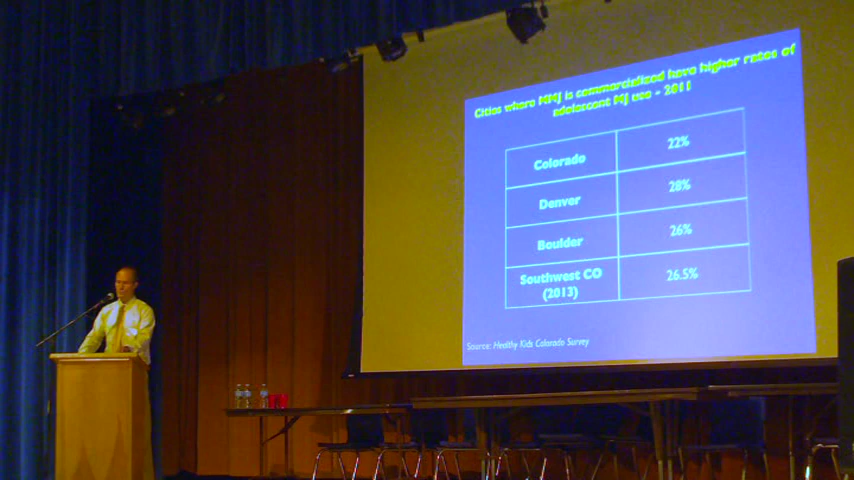 Cities where MMJ is commercialized have higher rates of
adolescent MJ use - 2011
Colorado 22%
Denver 28%
Boulder 26%
Southwest CO
(2013) 26.5%
Source: Healthy Kids Colorado Survey